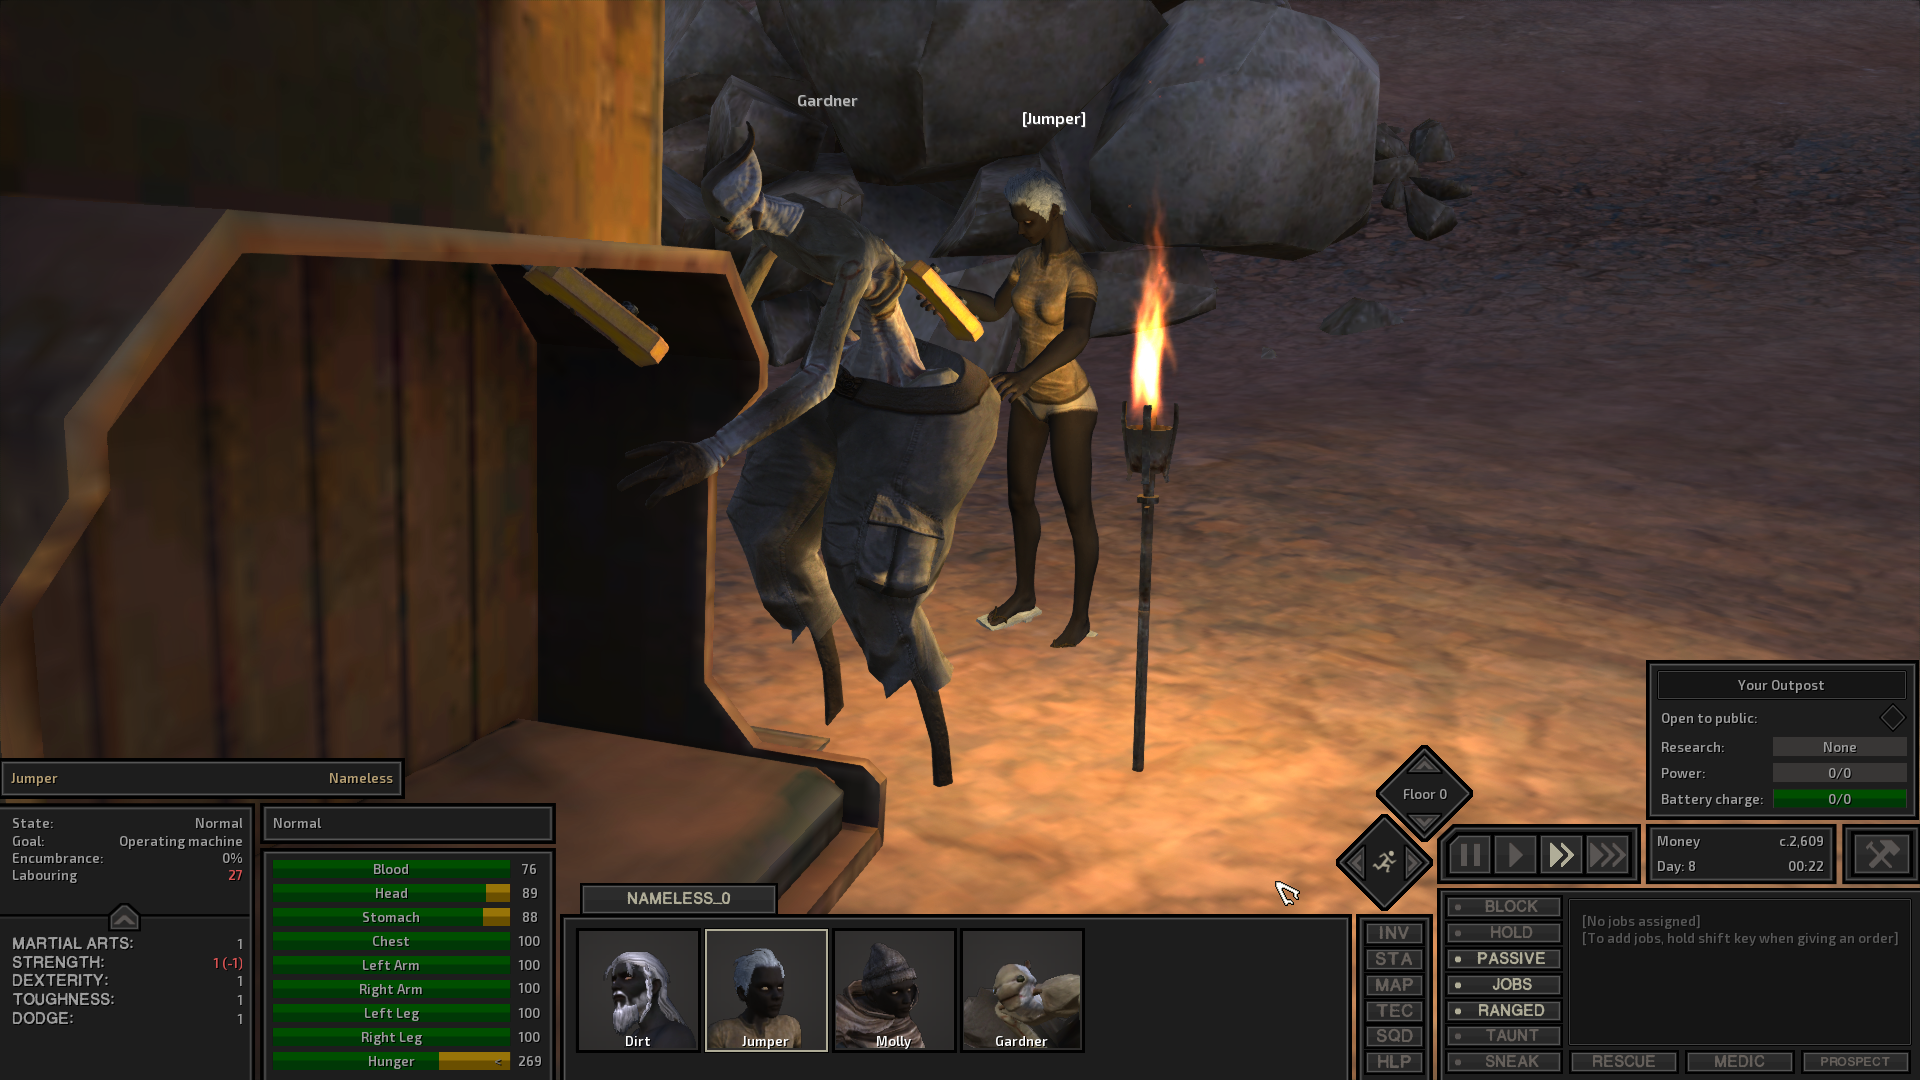 Gardner
[Jumper]
Your Outpost
Open to public:
Research: None
Power: 0/0
Battery charge: 0/0
Floor 0
Money c.2,609
Day: 8 00:22
Jumper Nameless
State: Normal
Goal: Operating machine
Encumbrance: 0%
Labouring 27
MARTIAL ARTS: 1
STRENGTH: 1 (-1)
DEXTERITY: 1
TOUGHNESS: 1
DODGE: 1
Normal
Blood 76
Head 89
Stomach 88
Chest 100
Left Arm 100
Right Arm 100
Left Leg 100
Right Leg 100
Hunger < 269
NAMELESS_0
Dirt
Jumper
Molly
Gardner
INV
STA
MAP
TEC
SQD
HLP
BLOCK
HOLD
PASSIVE
JOBS
RANGED
TAUNT
SNEAK
[No jobs assigned]
[To add jobs, hold shift key when giving an order]
RESCUE
MEDIC
PROSPECT